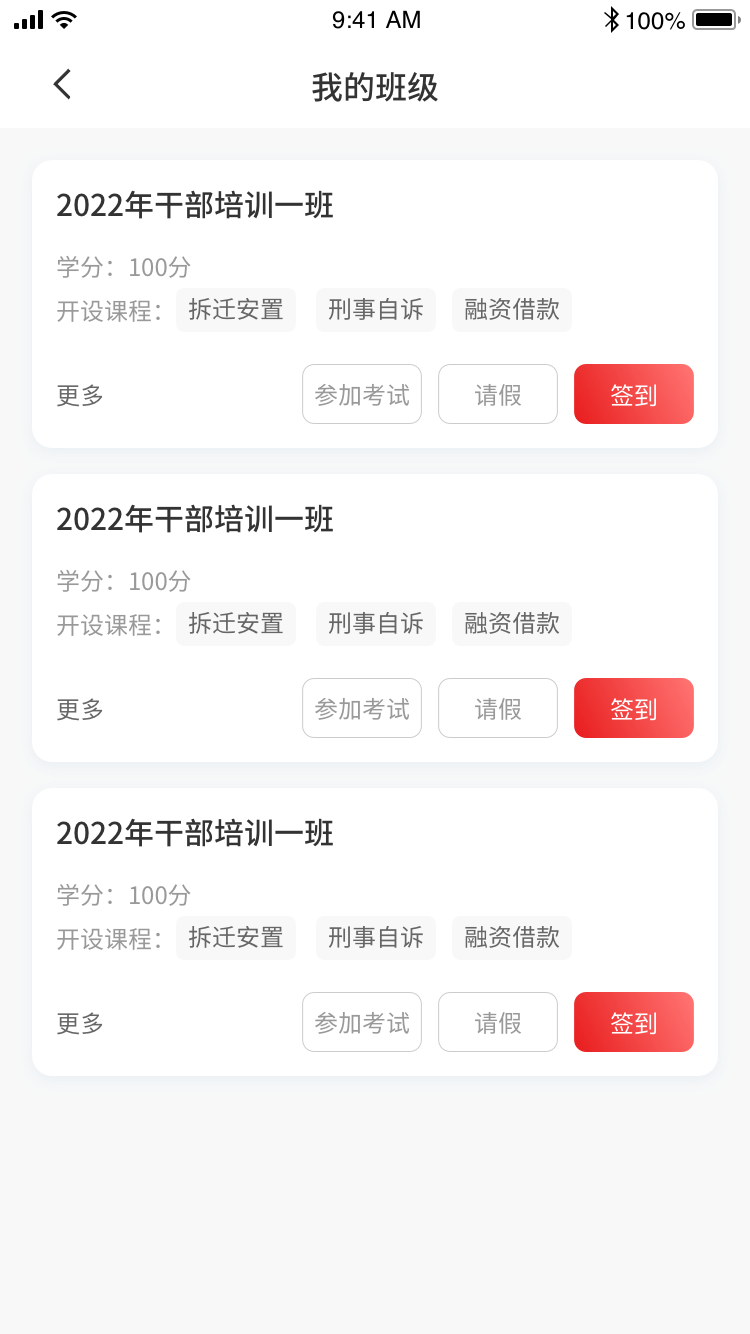 9:41 AM 100%
我的班级
2022年干部培训一班
学分：100分
开设课程： 拆迁安置 刑事自诉 融资借款
更多 参加考试 请假 签到
2022年干部培训一班
学分：100分
开设课程： 拆迁安置 刑事自诉 融资借款
更多 参加考试 请假 签到
2022年干部培训一班
学分：100分
开设课程： 拆迁安置 刑事自诉 融资借款
更多 参加考试 请假 签到